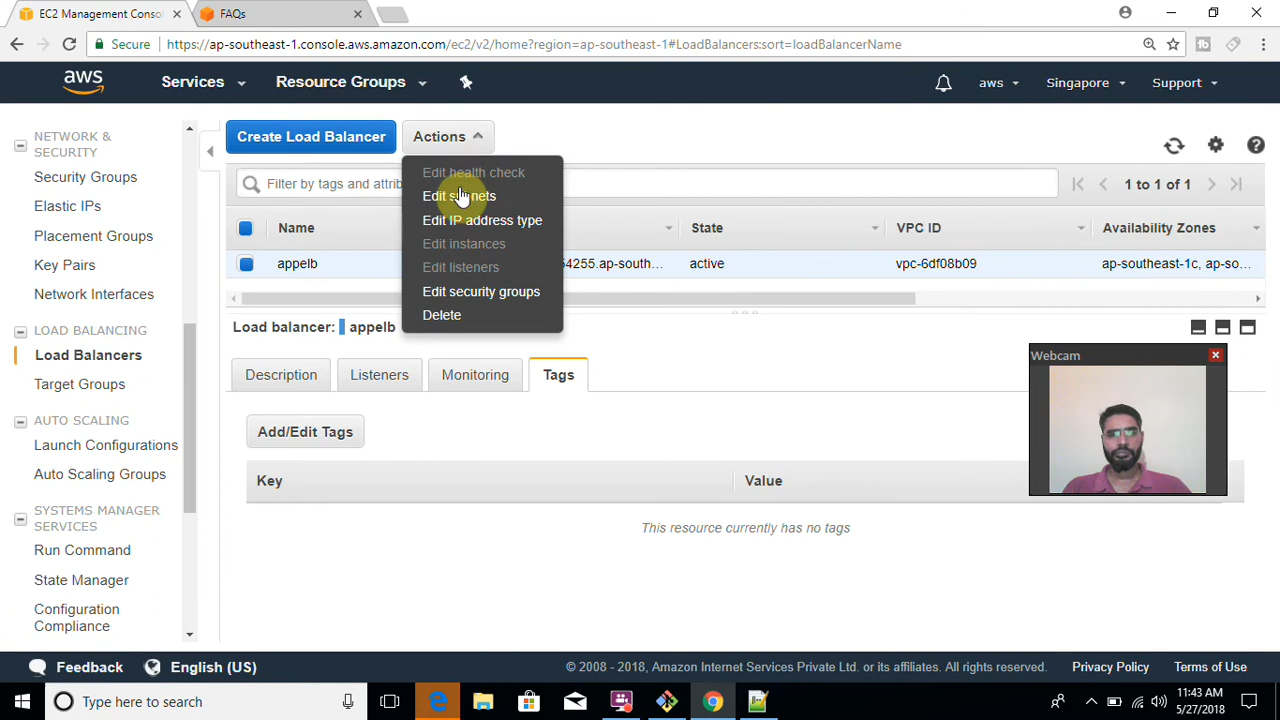 EC2 Management Conso
FAQs
Secure
https://ap-southeast-1.console.aws.amazon.com/ec2/v2/home?region=ap-southeast-1#LoadBalancers:sort=loadBalancerName
aws
Services
Resource Groups
aws
Singapore
Support
NETWORK &
SECURITY
Security Groups
Elastic IPs
Placement Groups
Key Pairs
Network Interfaces
LOAD BALANCING
Load Balancers
Target Groups
AUTO SCALING
Launch Configurations
Auto Scaling Groups
SYSTEMS MANAGER
SERVICES
Run Command
State Manager
Configuration
Compliance
Create Load Balancer
Actions
Edit health check
Edit subnets
Edit IP address type
Edit instances
Edit listeners
Edit security groups
Delete
Filter by tags and attrib
1 to 1 of 1
Name
State
VPC ID
Availability Zones
appelb
54255.ap-south...
active
vpc-6df08b09
ap-southeast-1c, ap-so...
Load balancer: appelb
Description
Listeners
Monitoring
Tags
Add/Edit Tags
Key
Value
This resource currently has no tags
Webcam
Feedback
English (US)
© 2008 - 2018, Amazon Internet Services Private Ltd. or its affiliates. All rights reserved.
Privacy Policy
Terms of Use
Type here to search
11:43 AM
5/27/2018